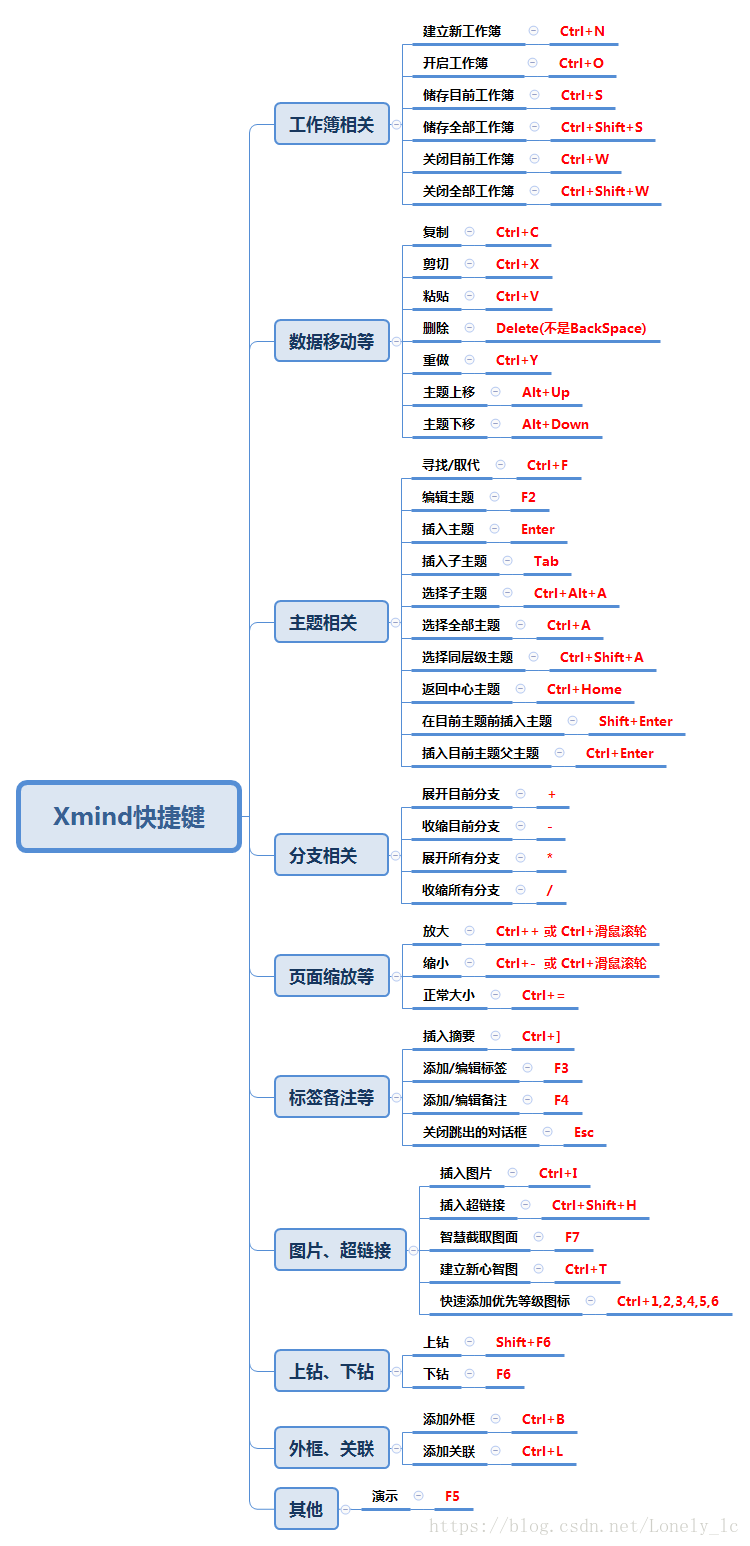 Xmind快捷键
工作簿相关
建立新工作簿 Ctrl+N
开启工作簿 Ctrl+O
储存目前工作簿 Ctrl+S
储存全部工作簿 Ctrl+Shift+S
关闭目前工作簿 Ctrl+W
关闭全部工作簿 Ctrl+Shift+W
数据移动等
复制 Ctrl+C
剪切 Ctrl+X
粘贴 Ctrl+V
删除 Delete(不是BackSpace)
重做 Ctrl+Y
主题上移 Alt+Up
主题下移 Alt+Down
主题相关
寻找/取代 Ctrl+F
编辑主题 F2
插入主题 Enter
插入子主题 Tab
选择子主题 Ctrl+Alt+A
选择全部主题 Ctrl+A
选择同层级主题 Ctrl+Shift+A
返回中心主题 Ctrl+Home
在目前主题前插入主题 Shift+Enter
插入目前主题父主题 Ctrl+Enter
分支相关
展开目前分支 +
收缩目前分支 -
展开所有分支 *
收缩所有分支 /
页面缩放等
放大 Ctrl++ 或 Ctrl+滑鼠滚轮
缩小 Ctrl+- 或 Ctrl+滑鼠滚轮
正常大小 Ctrl+=
标签备注等
插入摘要 Ctrl+]
添加/编辑标签 F3
添加/编辑备注 F4
关闭跳出的对话框 Esc
图片、超链接
插入图片 Ctrl+I
插入超链接 Ctrl+Shift+H
智慧截取图面 F7
建立新心智图 Ctrl+T
快速添加优先等级图标 Ctrl+1,2,3,4,5,6
上钻、下钻
上钻 Shift+F6
下钻 F6
外框、关联
添加外框 Ctrl+B
添加关联 Ctrl+L
其他
演示 F5
https://blog.csdn.net/Lonely_lc